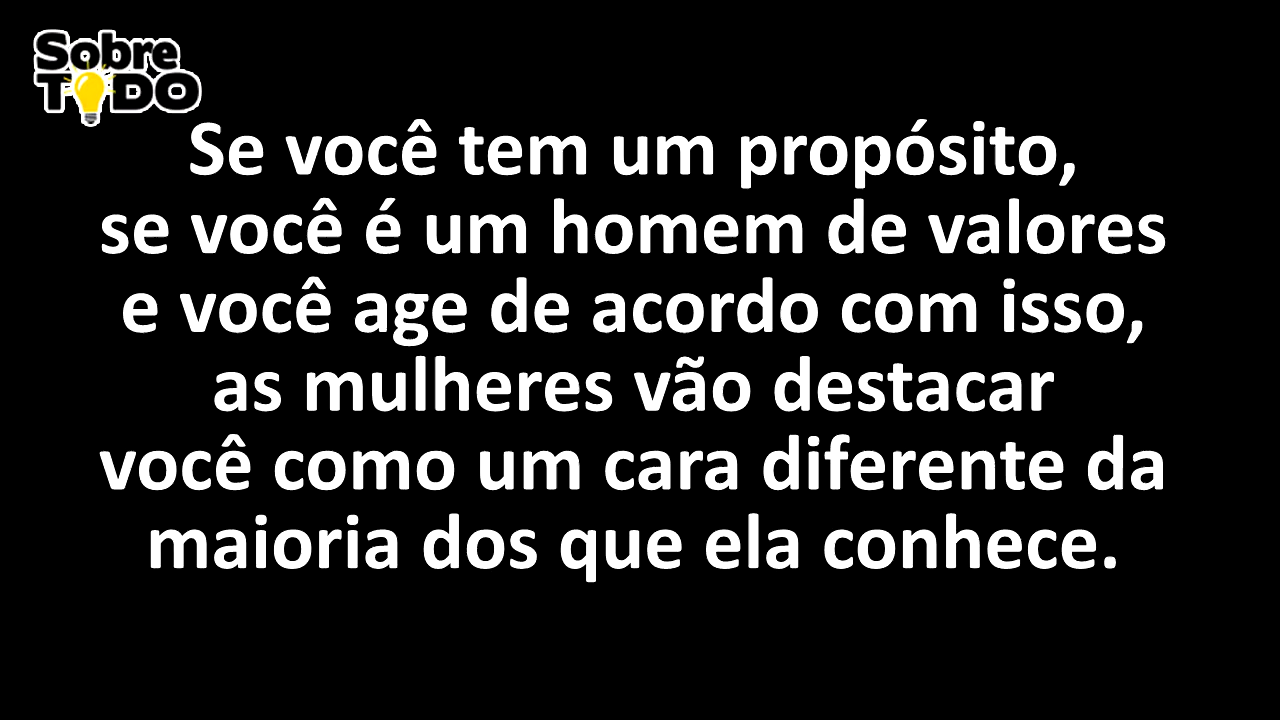 Sobre
TODO
Se você tem um propósito,
se você é um homem de valores
e você age de acordo com isso,
as mulheres vão destacar
você como um cara diferente da
maioria dos que ela conhece.